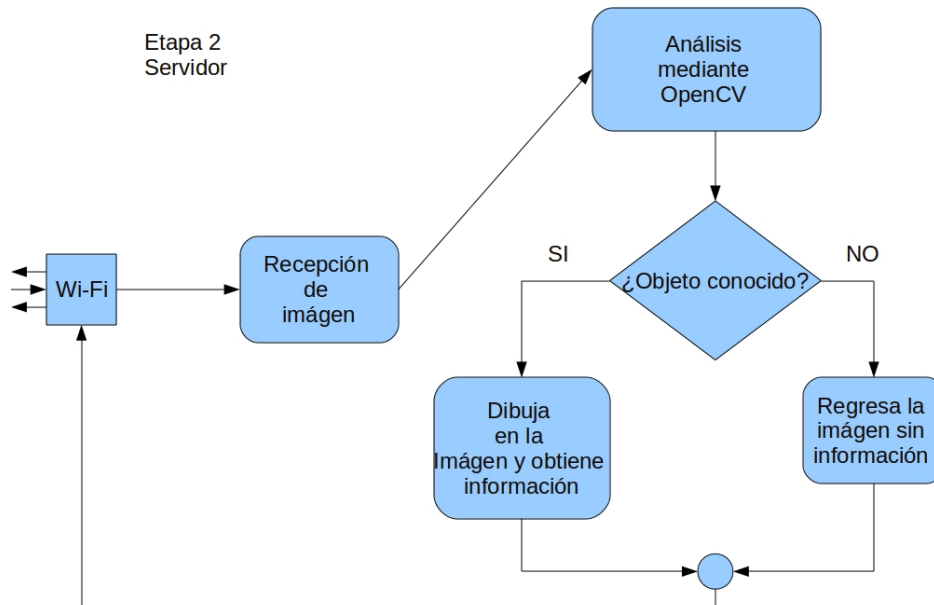 Etapa 2
Servidor
Wi-Fi
Recepción
de
imágen
Análisis
mediante
OpenCV
¿Objeto conocido?
SI
NO
Dibuja
en la
Imágen y obtiene
información
Regresa la
imágen sin
información